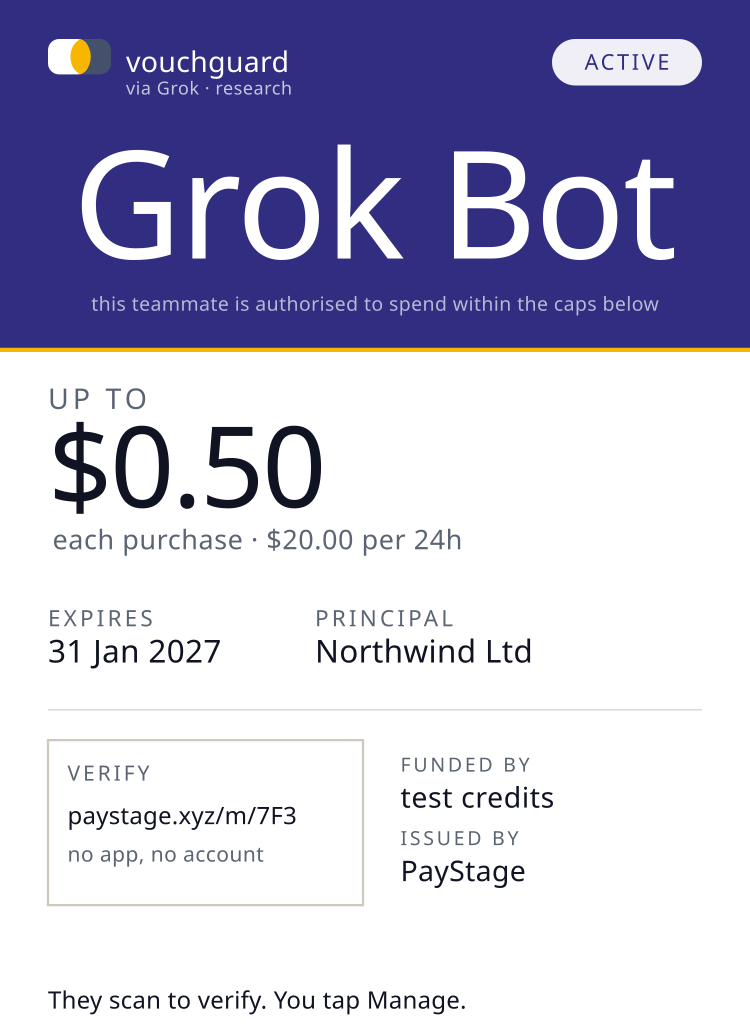 vouchguard
via Grok · research
ACTIVE
Grok Bot
this teammate is authorised to spend within the caps below
UP TO
$0.50
each purchase · $20.00 per 24h
EXPIRES
31 Jan 2027
PRINCIPAL
Northwind Ltd
VERIFY
paystage.xyz/m/7F3
no app, no account
FUNDED BY
test credits
ISSUED BY
PayStage
They scan to verify. You tap Manage.